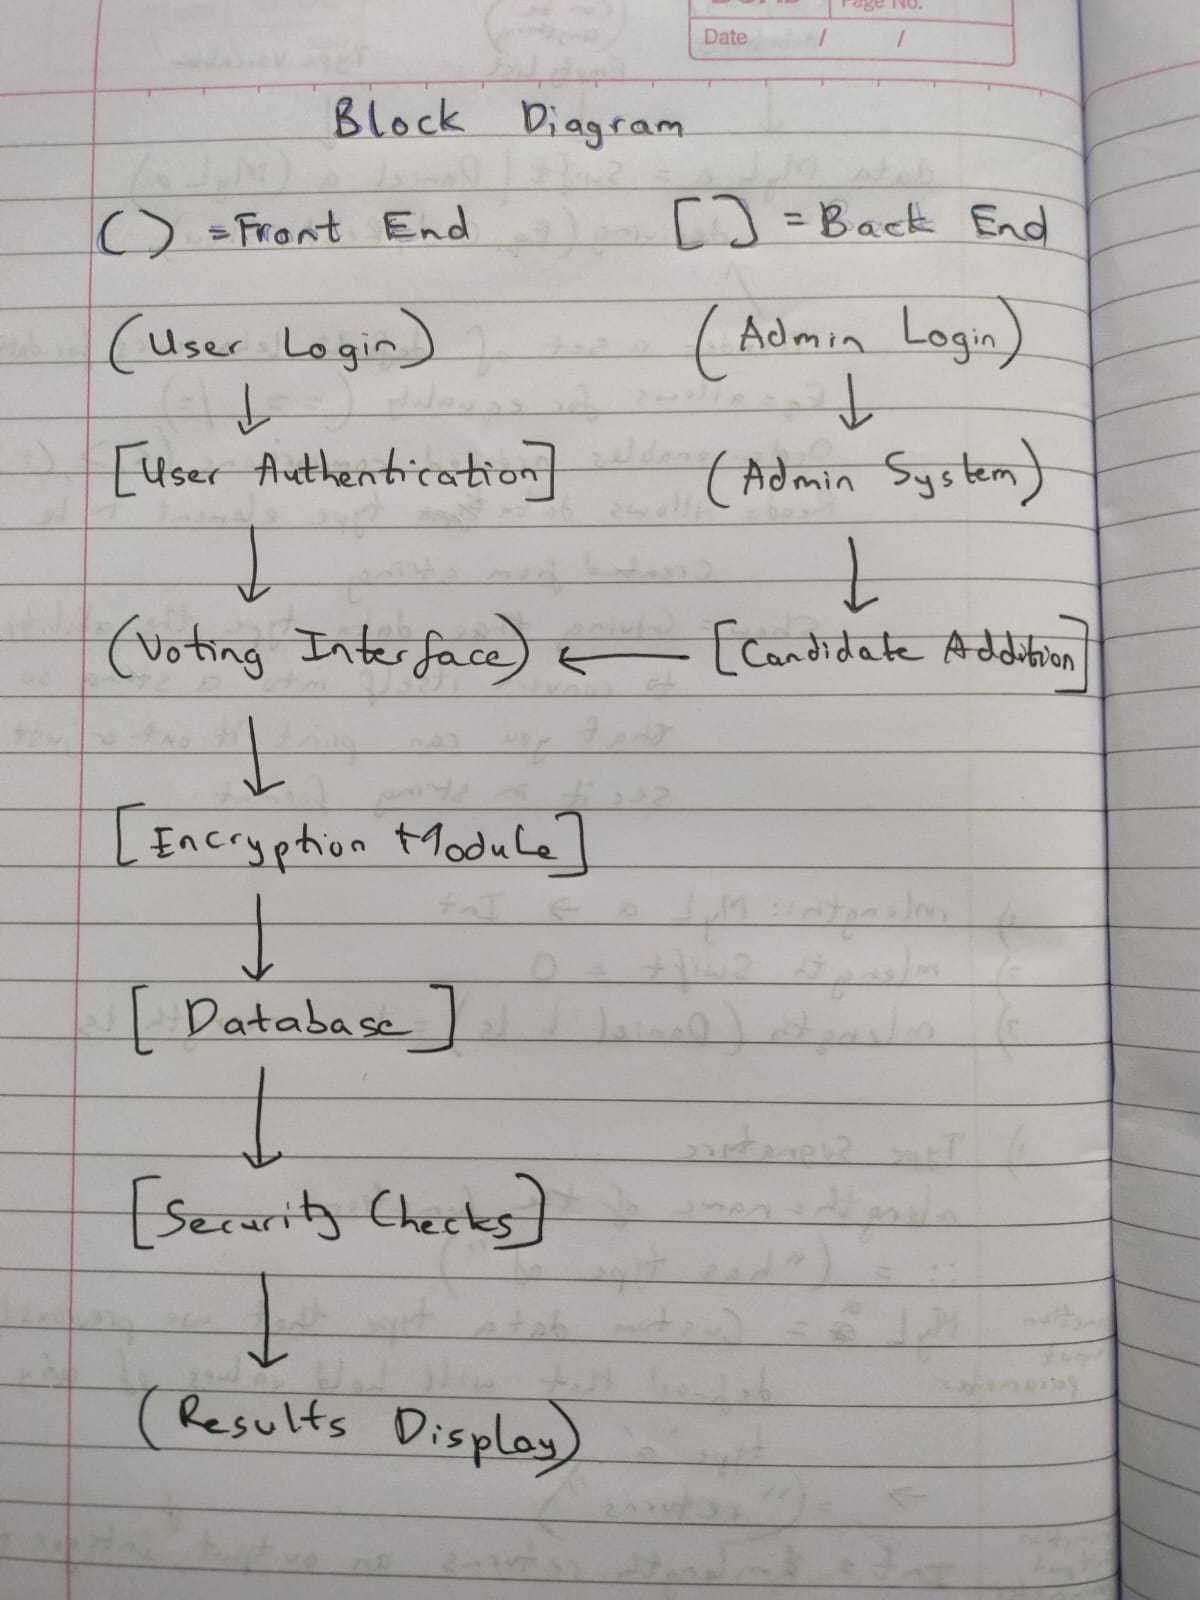 Page No.
Date / /
Block Diagram
( ) = Front End [ ] = Back End
(User Login) (Admin Login)
↓ ↓
[User Authentication] (Admin System)
↓ ↓
(Voting Interface) ← [Candidate Addition]
↓
[Encryption Module]
↓
[Database]
↓
[Security Checks]
↓
(Results Display)